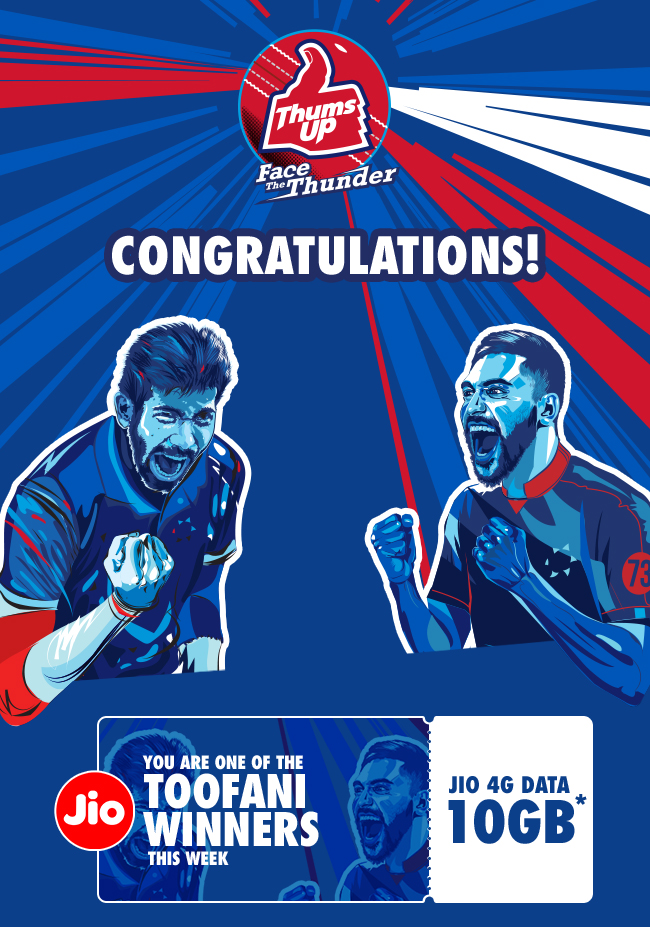 Thums
Up
Face
The Thunder
CONGRATULATIONS!
73
YOU ARE ONE OF THE
TOOFANI
WINNERS
THIS WEEK
Jio
JIO 4G DATA
10GB*